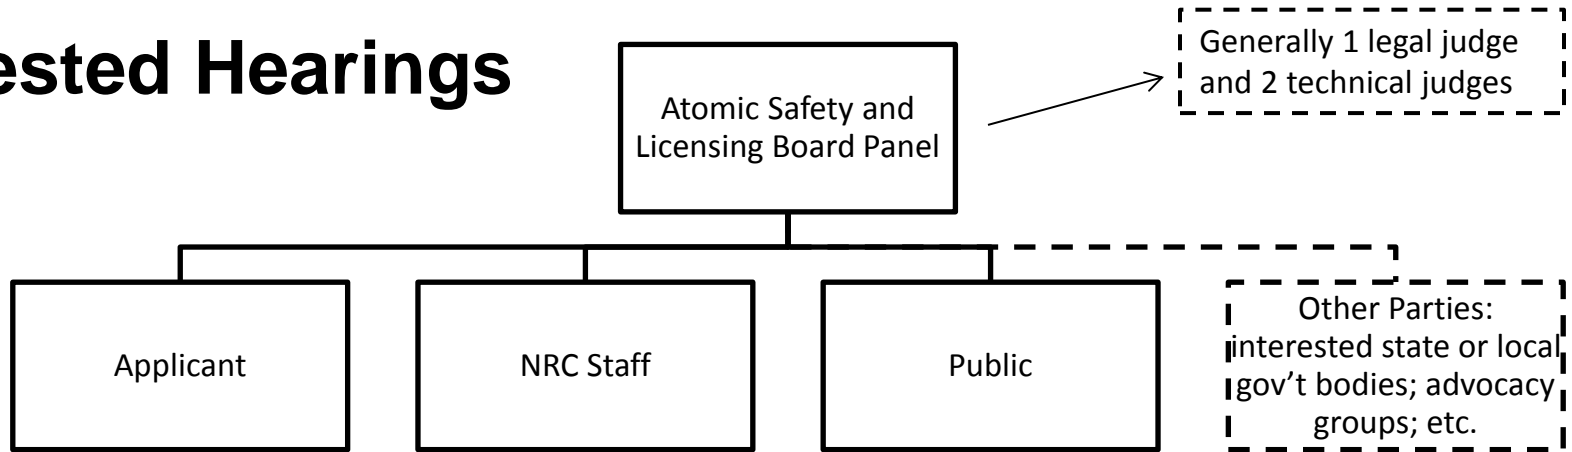 ested Hearings
Generally 1 legal judge
and 2 technical judges
Atomic Safety and
Licensing Board Panel
Applicant
NRC Staff
Public
Other Parties:
interested state or local
gov’t bodies; advocacy
groups; etc.